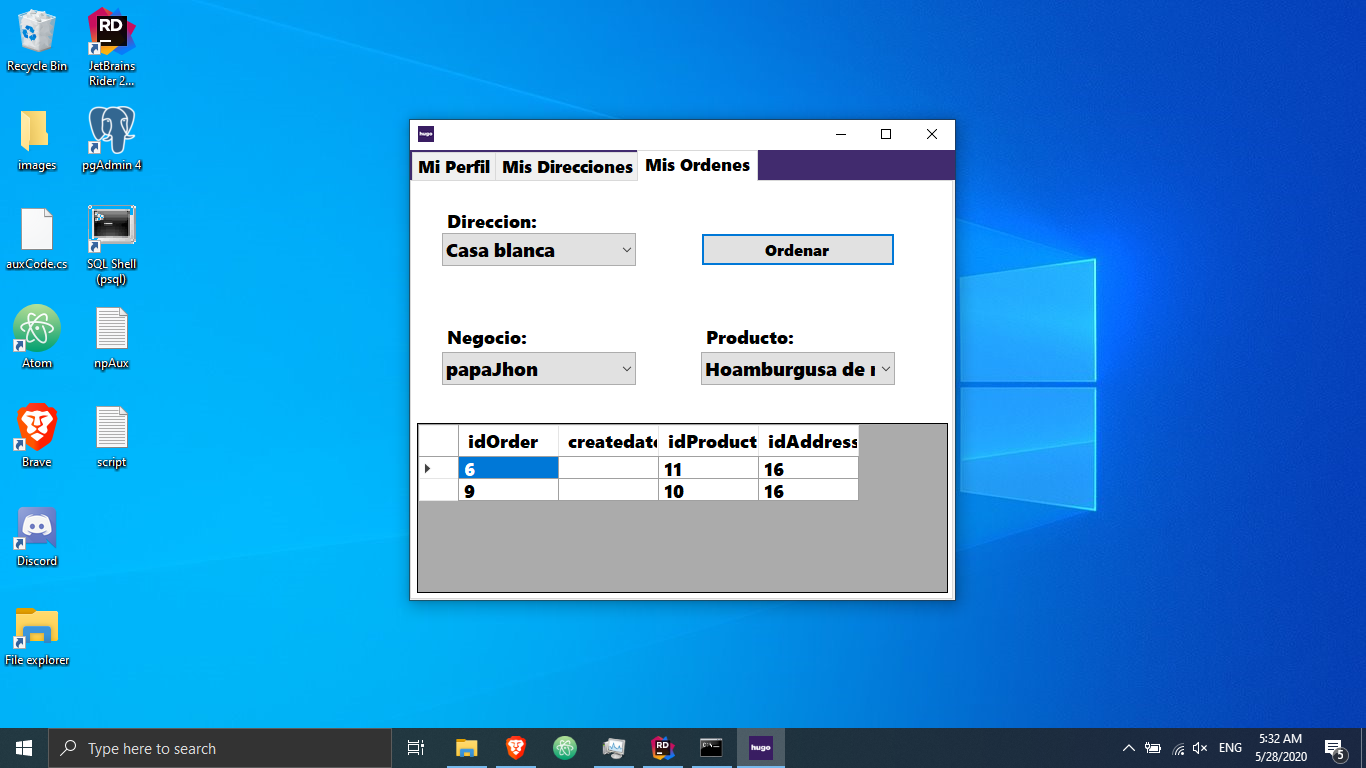 Recycle Bin
JetBrains
Rider 2...
images
pgAdmin 4
auxCode.cs
SQL Shell
(psql)
Atom
npAux
Brave
script
Discord
File explorer
hugo
Mi Perfil
Mis Direcciones
Mis Ordenes
Direccion:
Casa blanca
Ordenar
Negocio:
Producto:
papaJhon
Hoamburgusa de
idOrder createdate idProduct idAddress
6 11 16
9 10 16
Type here to search
RD
hugo
ENG
5:32 AM
5/28/2020
5